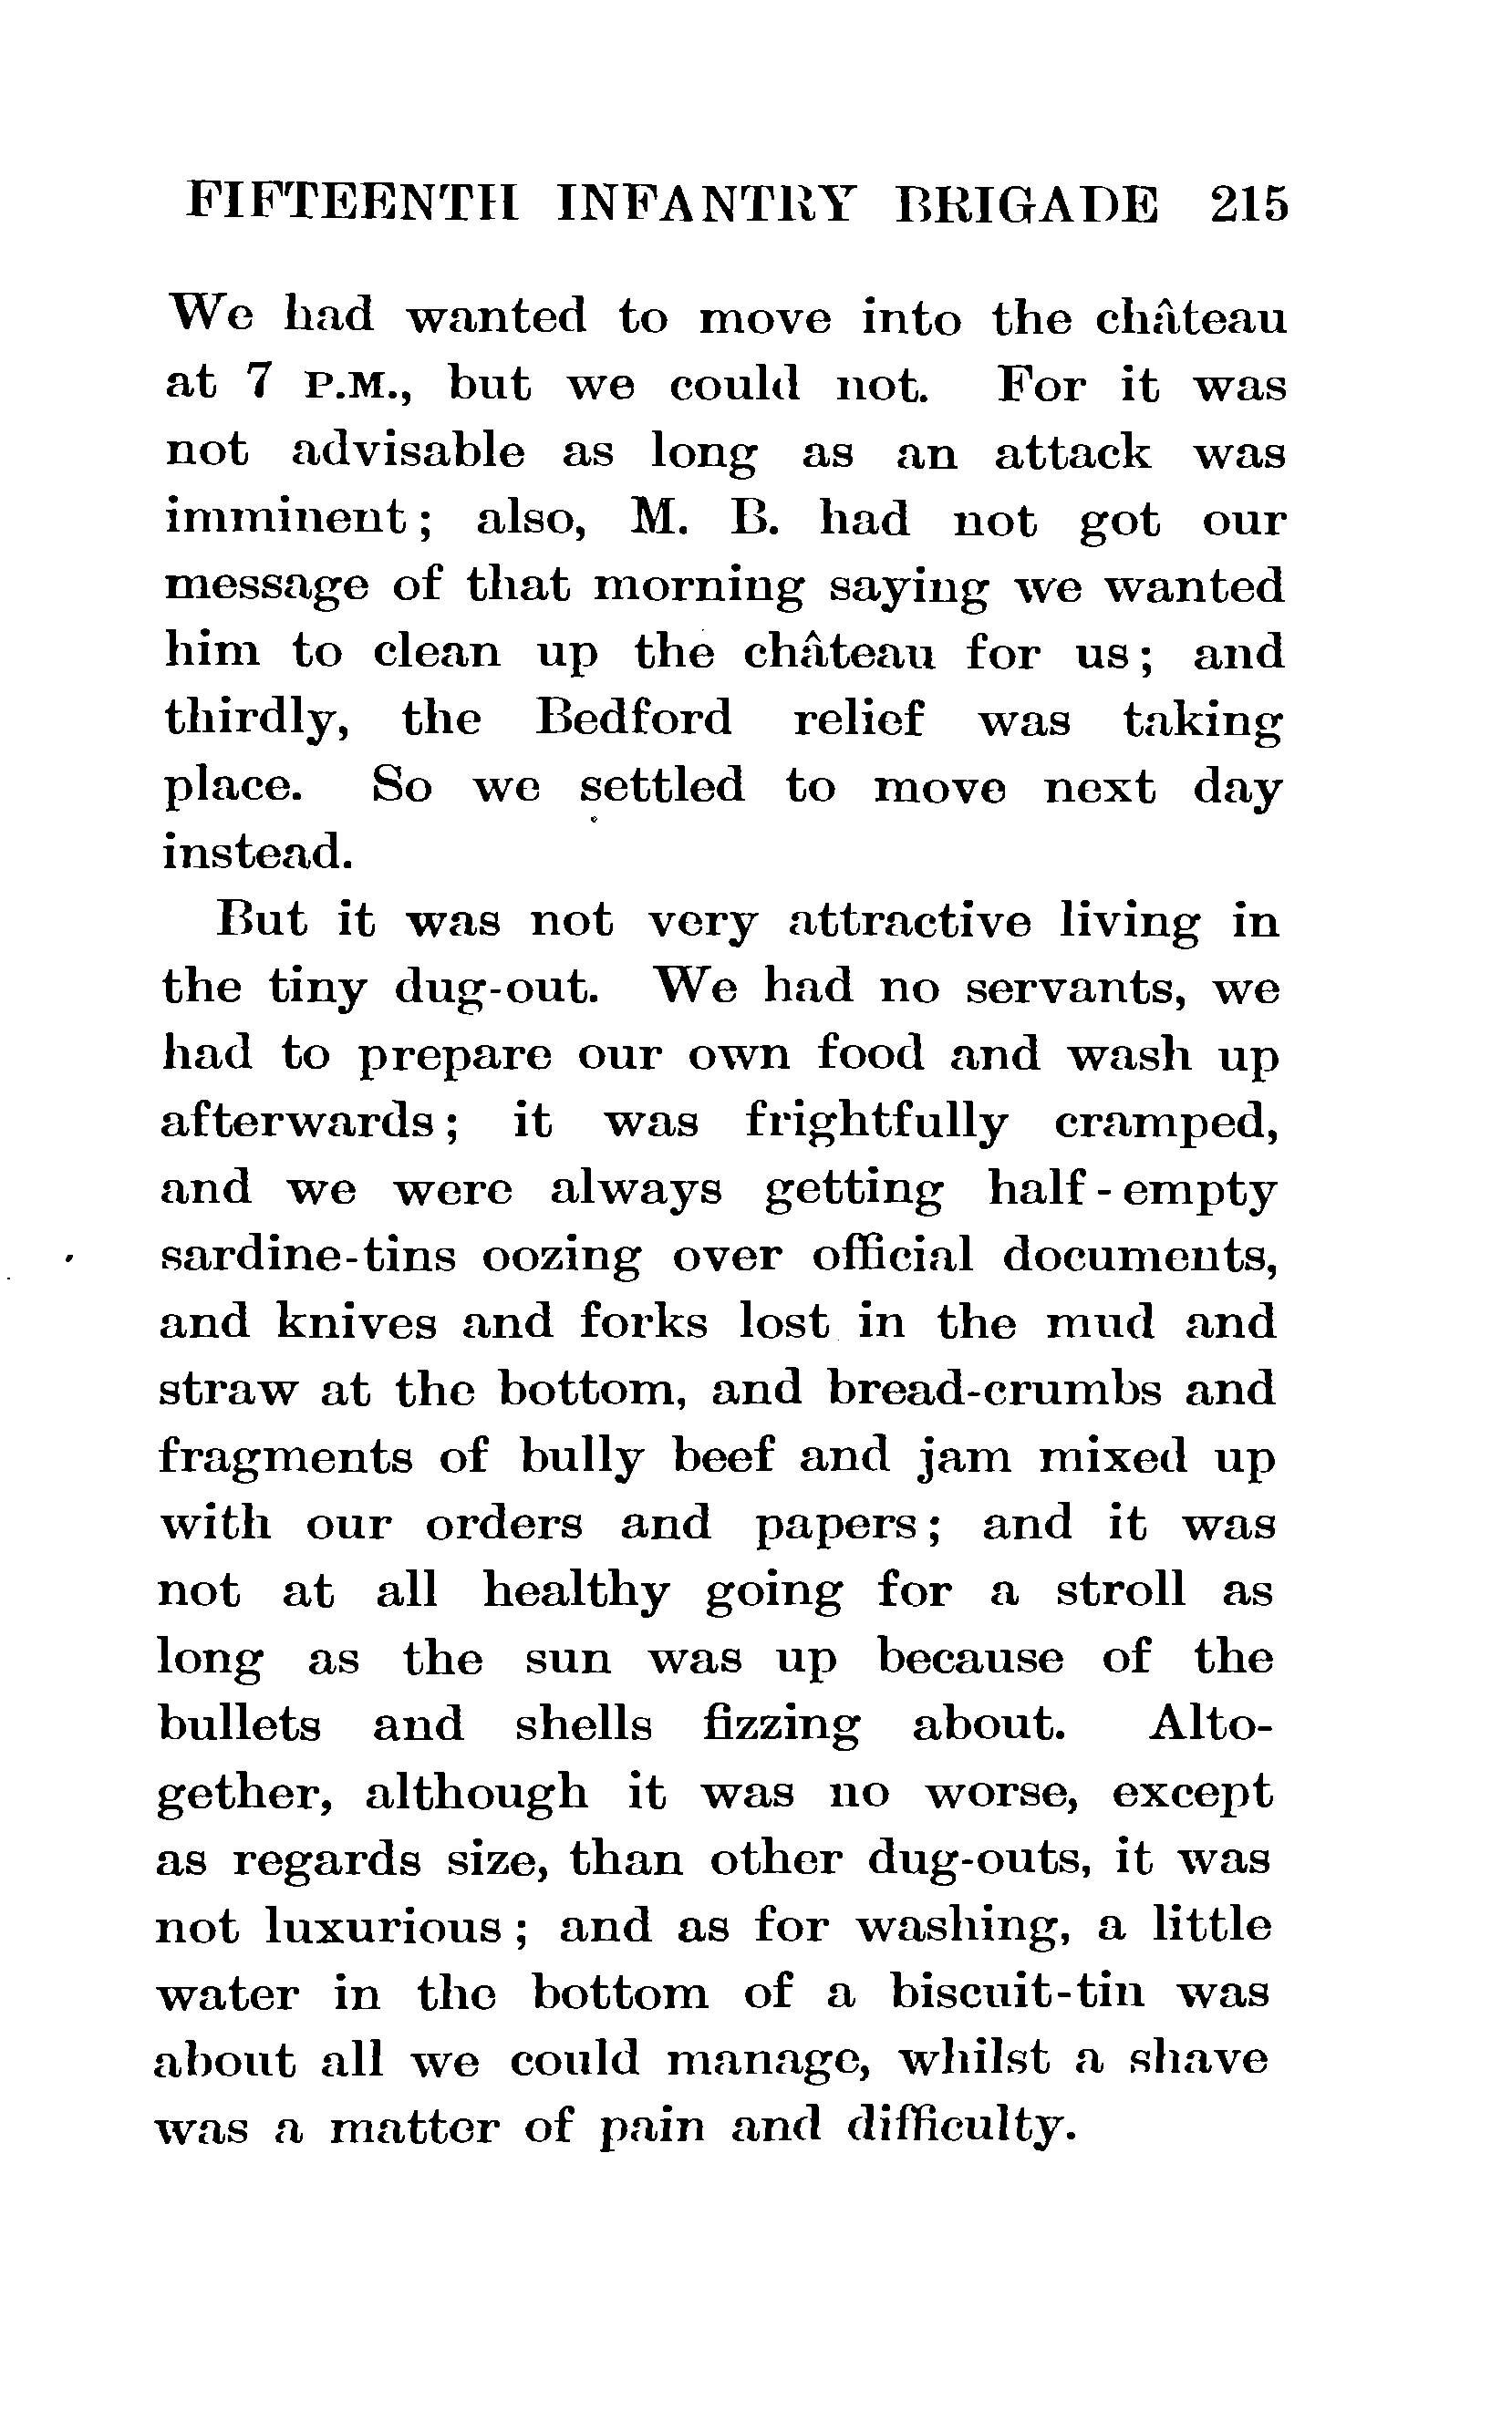 FIFTEENTH INFANTRY BRIGADE 215
We had wanted to move into the château
at 7 P.M., but we could not. For it was
not advisable as long as an attack was
imminent; also, M. B. had not got our
message of that morning saying we wanted
him to clean up the château for us; and
thirdly, the Bedford relief was taking
place. So we settled to move next day
instead.
But it was not very attractive living in
the tiny dug-out. We had no servants, we
had to prepare our own food and wash up
afterwards; it was frightfully cramped,
and we were always getting half-empty
sardine-tins oozing over official documents,
and knives and forks lost in the mud and
straw at the bottom, and bread-crumbs and
fragments of bully beef and jam mixed up
with our orders and papers; and it was
not at all healthy going for a stroll as
long as the sun was up because of the
bullets and shells fizzing about. Alto-
gether, although it was no worse, except
as regards size, than other dug-outs, it was
not luxurious; and as for washing, a little
water in the bottom of a biscuit-tin was
about all we could manage, whilst a shave
was a matter of pain and difficulty.